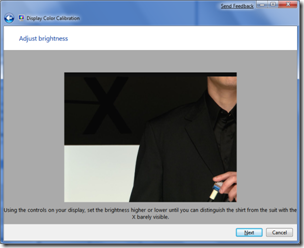 Send Feedback
Display Color Calibration
Adjust brightness
X
Using the controls on your display, set the brightness higher or lower until you can distinguish the shirt from the suit with the
X barely visible.
Next
Cancel